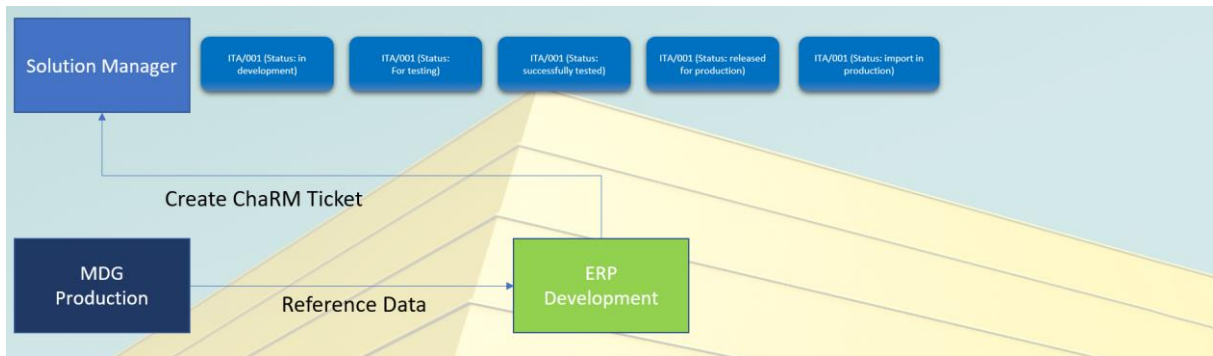 Solution Manager
ITA/001 (Status: in
development)
ITA/001 (Status:
For testing)
ITA/001 (Status:
successfully tested)
ITA/001 (Status: released
for production)
ITA/001 (Status: import in
production)
Create ChaRM Ticket
MDG
Production
Reference Data
ERP
Development